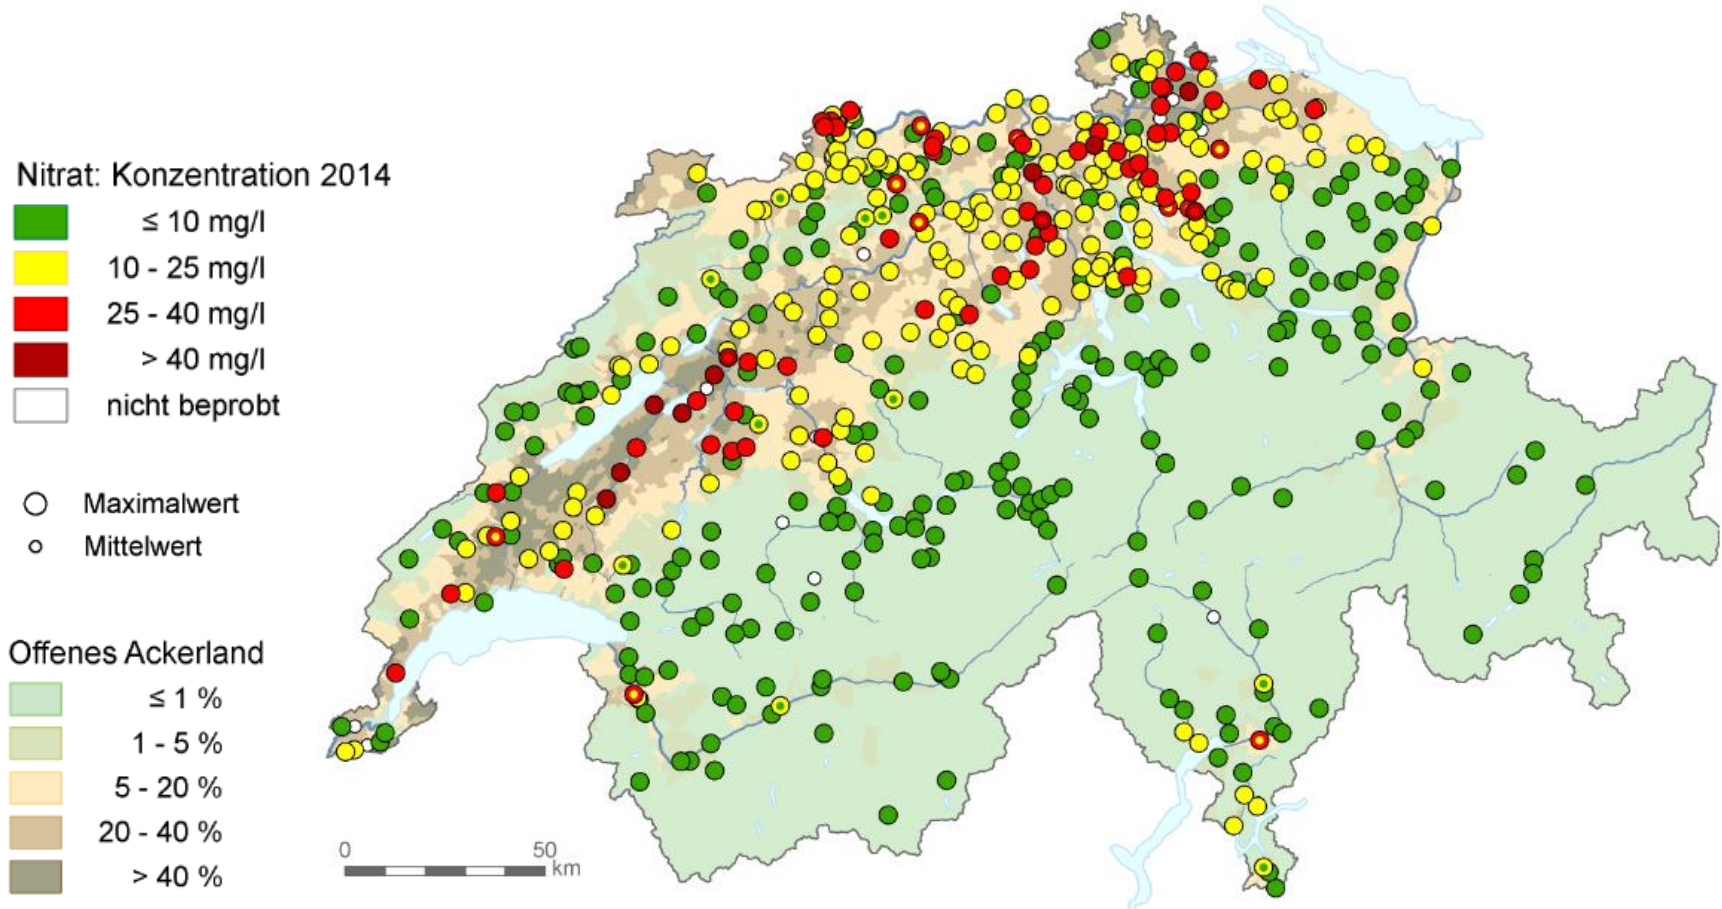 Nitrat: Konzentration 2014
≤ 10 mg/l
10 - 25 mg/l
25 - 40 mg/l
> 40 mg/l
nicht beprobt
Maximalwert
Mittelwert
Offenes Ackerland
≤ 1 %
1 - 5 %
5 - 20 %
20 - 40 %
> 40 %
0 50
km